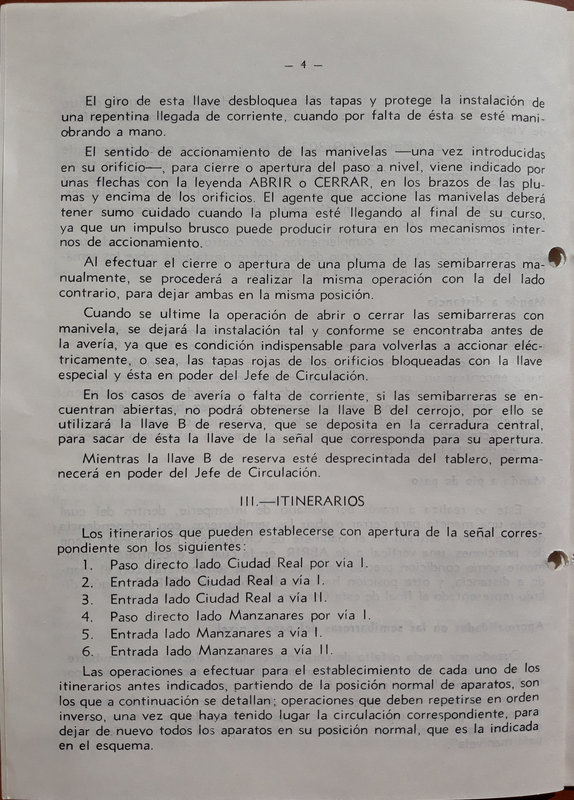 — 4 —
El giro de esta llave desbloquea las tapas y protege la instalación de
una repentina llegada de corriente, cuando por falta de ésta se esté mani-
obrando a mano.
El sentido de accionamiento de las manivelas —una vez introducidas
en su orificio—, para cierre o apertura del paso a nivel, viene indicado por
unas flechas con la leyenda ABRIR o CERRAR, en los brazos de las plu-
mas y encima de los orificios. El agente que accione las manivelas deberá
tener sumo cuidado cuando la pluma esté llegando al final de su curso,
ya que un impulso brusco puede producir rotura en los mecanismos inter-
nos de accionamiento.
Al efectuar el cierre o apertura de una pluma de las semibarreras ma-
nualmente, se procederá a realizar la misma operación con la del lado
contrario, para dejar ambas en la misma posición.
Cuando se ultime la operación de abrir o cerrar las semibarreras con
manivela, se dejará la instalación tal y conforme se encontraba antes de
la avería, ya que es condición indispensable para volverlas a accionar eléc-
tricamente, o sea, las tapas rojas de los orificios bloqueadas con la llave
especial y ésta en poder del Jefe de Circulación.
En los casos de avería o falta de corriente, si las semibarreras se en-
cuentran abiertas, no podrá obtenerse la llave B del cerrojo, por ello se
utilizará la llave B de reserva, que se deposita en la cerradura central,
para sacar de ésta la llave de la señal que corresponda para su apertura.
Mientras la llave B de reserva esté desprecintada del tablero, perma-
necerá en poder del Jefe de Circulación.
III.—ITINERARIOS
Los itinerarios que pueden establecerse con apertura de la señal corres-
pondiente son los siguientes:
1. Paso directo lado Ciudad Real por vía I.
2. Entrada lado Ciudad Real a vía I.
3. Entrada lado Ciudad Real a vía II.
4. Paso directo lado Manzanares por vía I.
5. Entrada lado Manzanares a vía I.
6. Entrada lado Manzanares a vía II.
Las operaciones a efectuar para el establecimiento de cada uno de los
itinerarios antes indicados, partiendo de la posición normal de aparatos, son
los que a continuación se detallan; operaciones que deben repetirse en orden
inverso, una vez que haya tenido lugar la circulación correspondiente, para
dejar de nuevo todos los aparatos en su posición normal, que es la indicada
en el esquema.